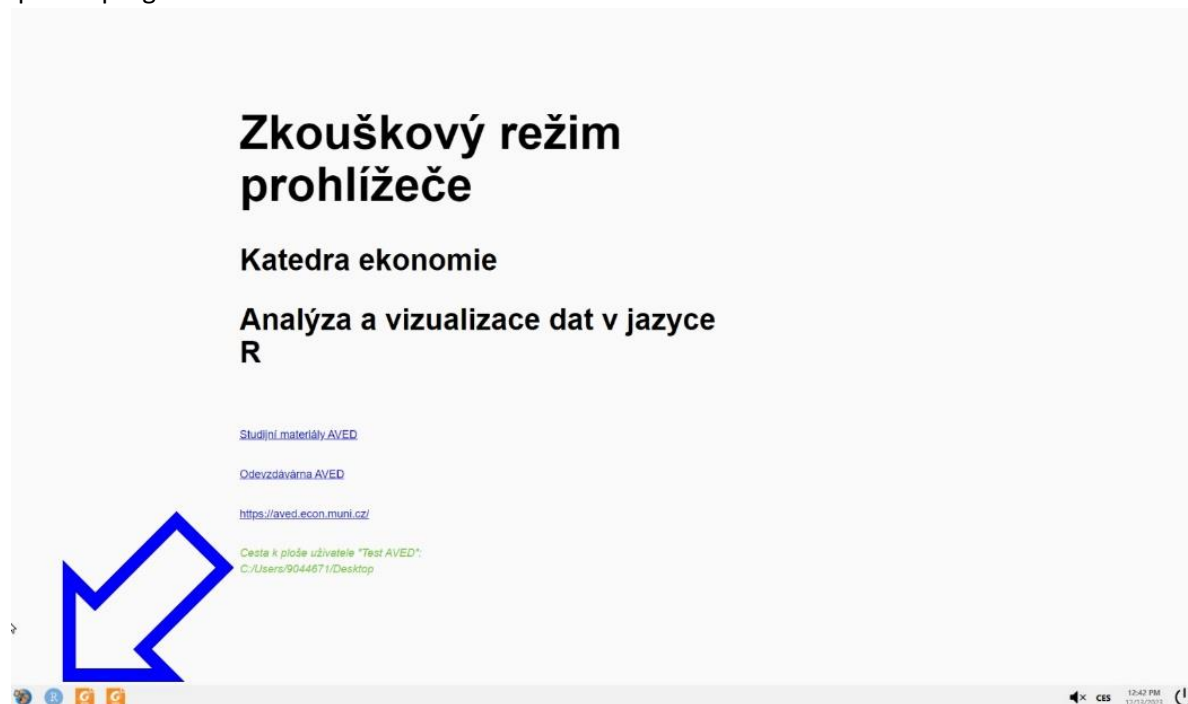 Zkouškový režim
prohlížeče
Katedra ekonomie
Analýza a vizualizace dat v jazyce
R
Studijní materiály AVED
Odevzdávárna AVED
https://aved.econ.muni.cz/
Cesta k ploše uživatele "Test AVED":
C:/Users/9044671/Desktop
R G G
CES 12:42 PM